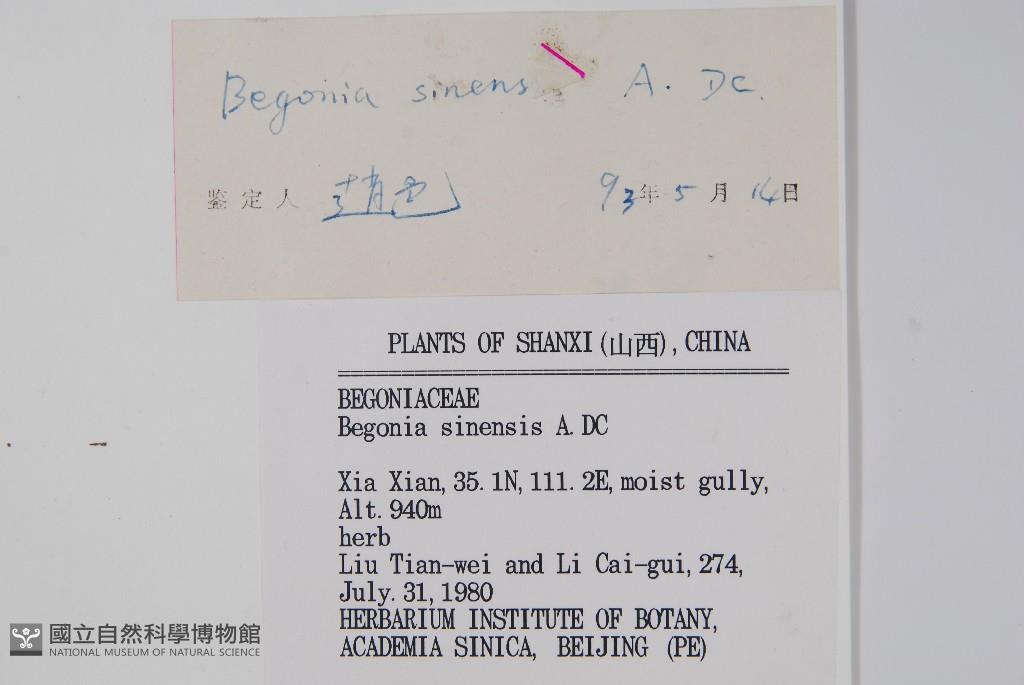 Begonia sinens A. DC.
鉴定人 93年5月14日
PLANTS OF SHANXI(山西), CHINA
BEGONIACEAE
Begonia sinensis A. DC
Xia Xian, 35. 1N, 111. 2E, moist gully,
Alt. 940m
herb
Liu Tian-wei and Li Cai-gui, 274,
July. 31, 1980
HERBARIUM INSTITUTE OF BOTANY,
ACADEMIA SINICA, BEIJING (PE)
國立自然科學博物館
NATIONAL MUSEUM OF NATURAL SCIENCE